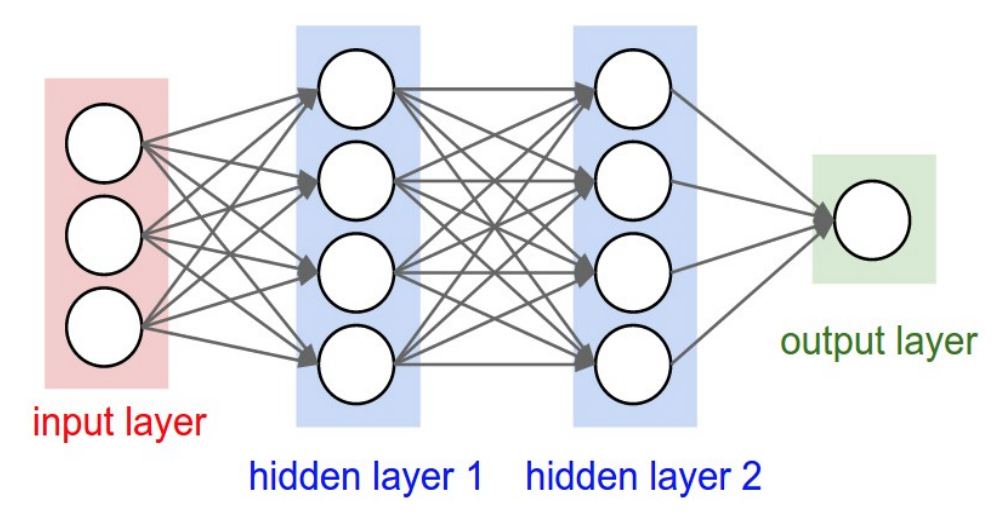 input layer
hidden layer 1
hidden layer 2
output layer